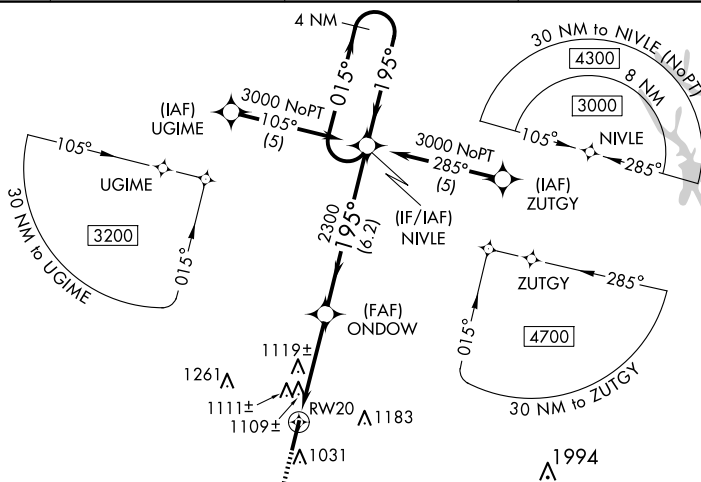 4 NM
015°
195°
30 NM to NIVLE (NoPT)
4300
8 NM
3000
105°
NIVLE
285°
(IAF)
UGIME
3000 NoPT
105°
(5)
3000 NoPT
285°
(5)
(IAF)
ZUTGY
(IF/IAF)
NIVLE
105°
UGIME
3200
015°
30 NM to UGIME
2300
195°
(6.2)
(FAF)
ONDOW
ZUTGY
285°
015°
4700
30 NM to ZUTGY
1119±
1261
1111±
1109±
RW20
1183
1031
1994